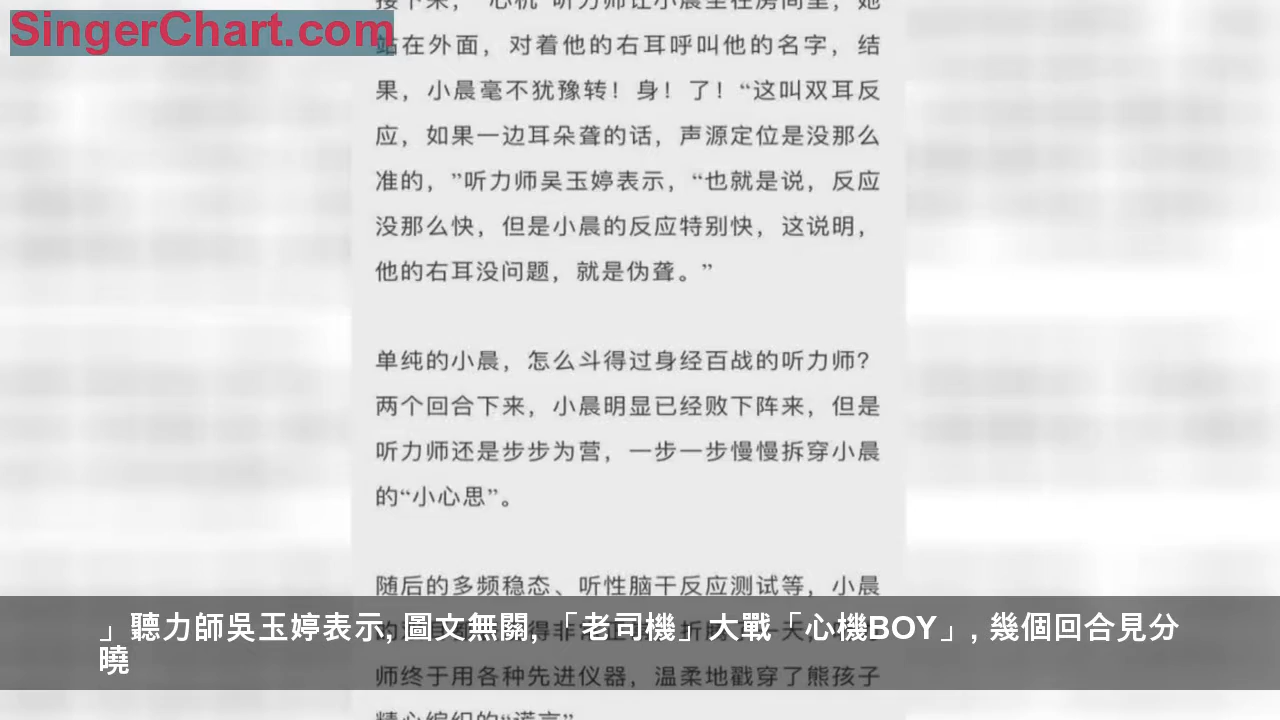 SingerChart.com
接下来，“心机”听力师让小晨坐在房间里，她
站在外面，对着他的右耳呼叫他的名字，结
果，小晨毫不犹豫转！身！了！“这叫双耳反
应，如果一边耳朵聋的话，声源定位是没那么
准的，”听力师吴玉婷表示，“也就是说，反应
没那么快，但是小晨的反应特别快，这说明，
他的右耳没问题，就是伪聋。”
单纯的小晨，怎么斗得过身经百战的听力师？
两个回合下来，小晨明显已经败下阵来，但是
听力师还是步步为营，一步一步慢慢拆穿小晨
的“小心思”。
随后的多频稳态、听性脑干反应测试等，小晨
」聽力師吳玉婷表示, 圖文無關, 「老司機」大戰「心機BOY」, 幾個回合見分
曉
师终于用各种先进仪器，温柔地戳穿了熊孩子
精心编织的“谎言”